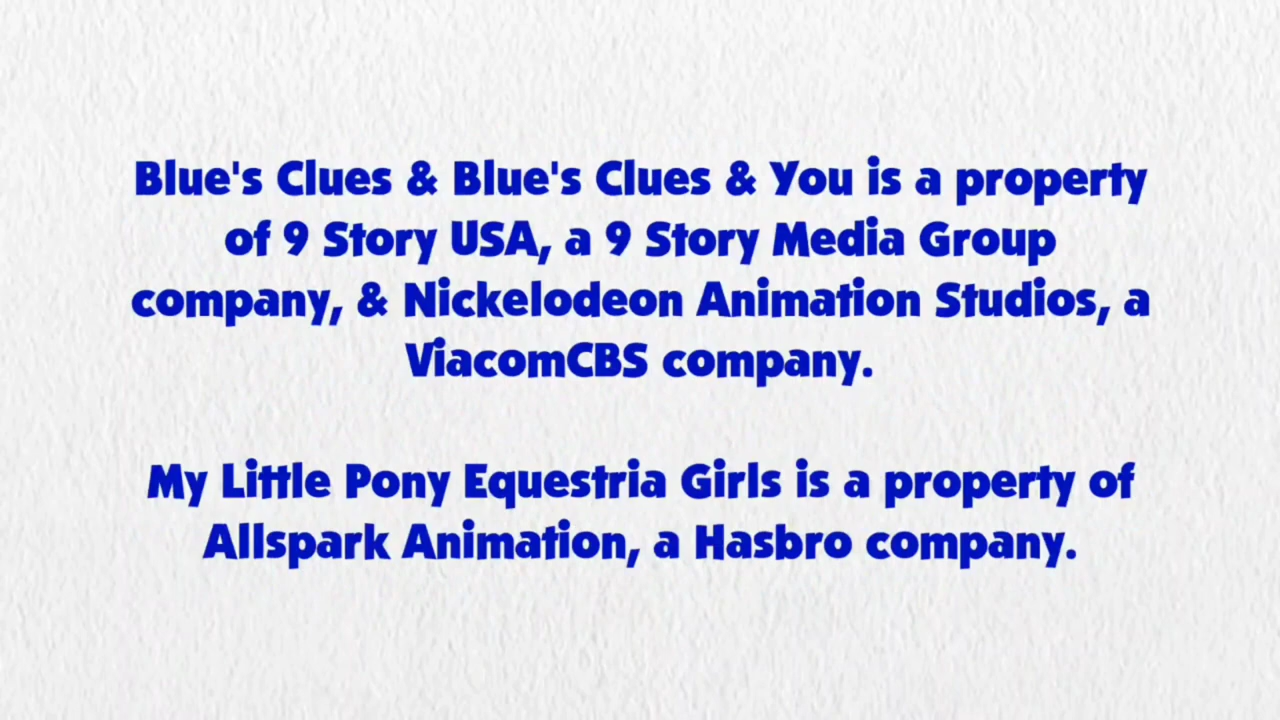 Blue's Clues & Blue's Clues & You is a property
of 9 Story USA, a 9 Story Media Group
company, & Nickelodeon Animation Studios, a
ViacomCBS company.
My Little Pony Equestria Girls is a property of
Allspark Animation, a Hasbro company.